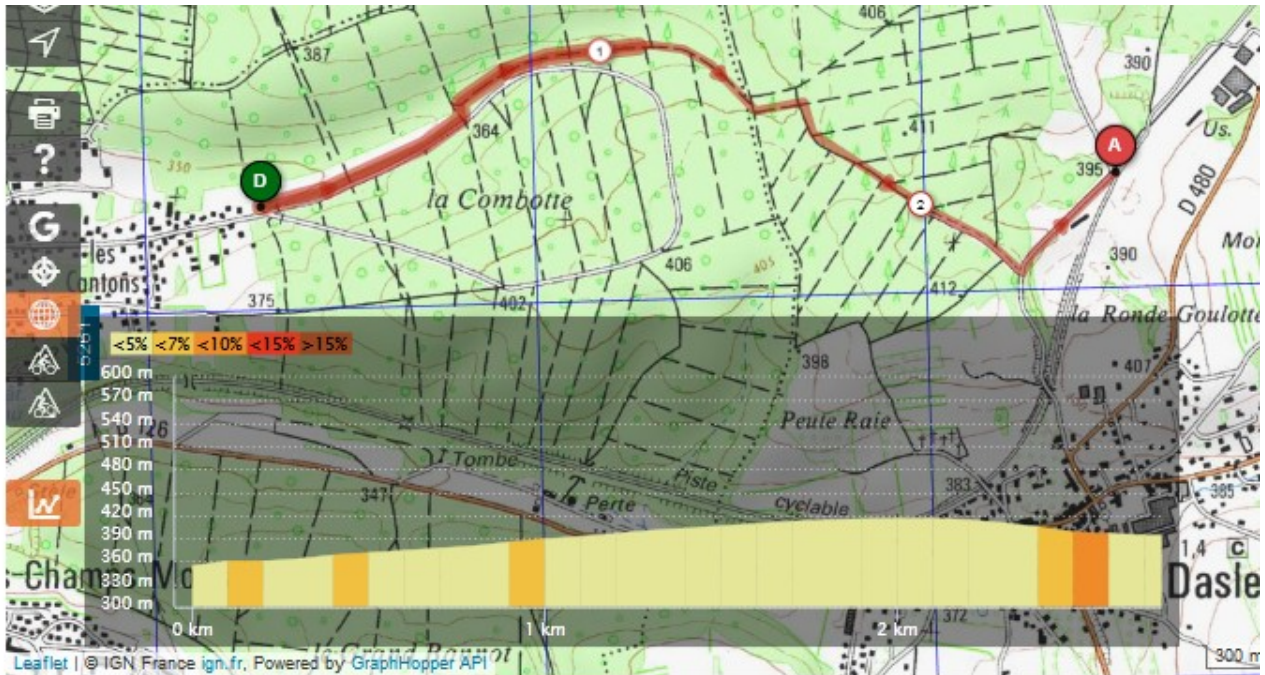 406
387
390
1
364
411
Us.
A
D
395
350
la Combotte
2
D 480
G
les
Cantons
406
405
390
375
402
412
la Ronde Goulotte
<5% <7% <10% <15% >15%
398
407
600 m
570 m
540 m
510 m
480 m
450 m
420 m
390 m
360 m
330 m
300 m
Peute Raie
Tombe
Piste
cyclable
347
Perte
383
385
1,4
C
372
0 km
1 km
2 km
300 m
?
Leaflet | © IGN France ign.fr, Powered by GraphHopper API